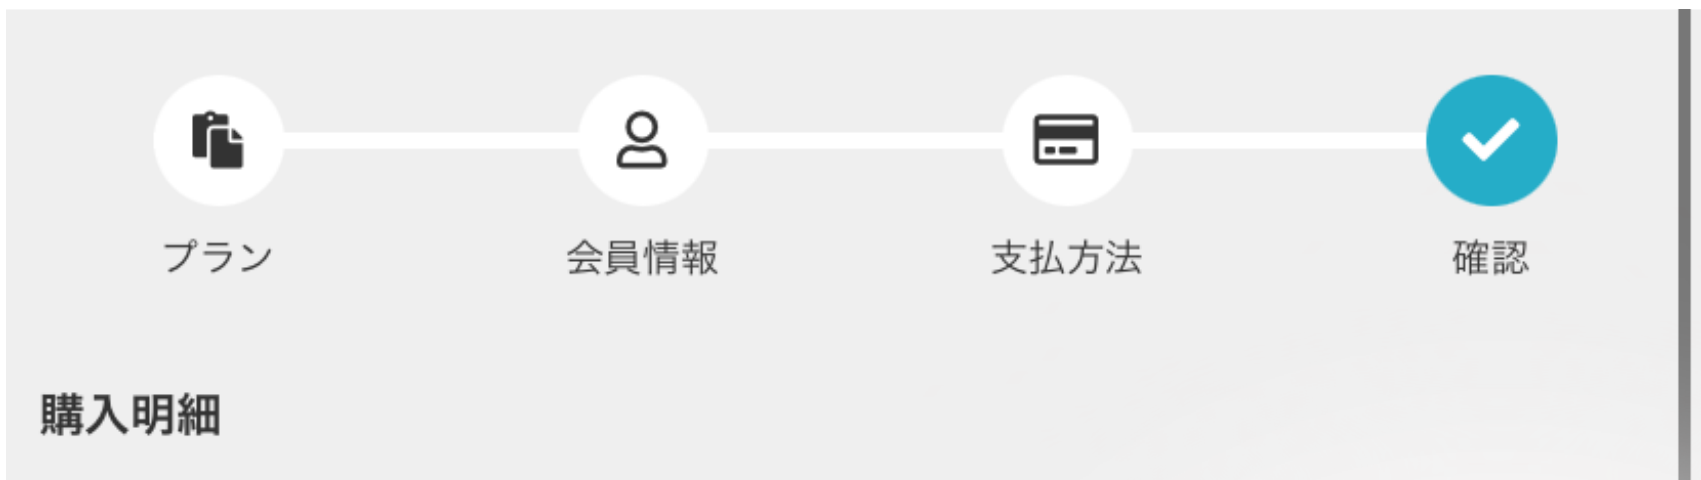 プラン
会員情報
支払方法
確認
購入明細